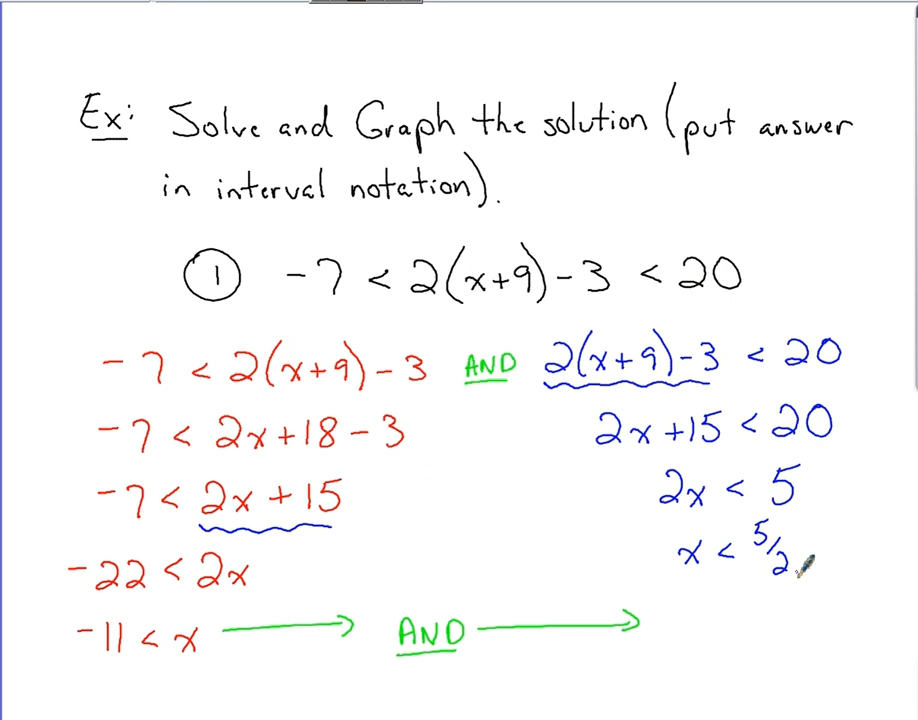 Ex: Solve and Graph the solution (put answer
in interval notation).
① -7 < 2(x+9)-3 < 20
-7 < 2(x+9)-3 AND 2(x+9)-3 < 20
-7 < 2x+18-3 2x+15 < 20
-7 < 2x+15 2x < 5
-22 < 2x x < 5/2
-11 < x → AND →